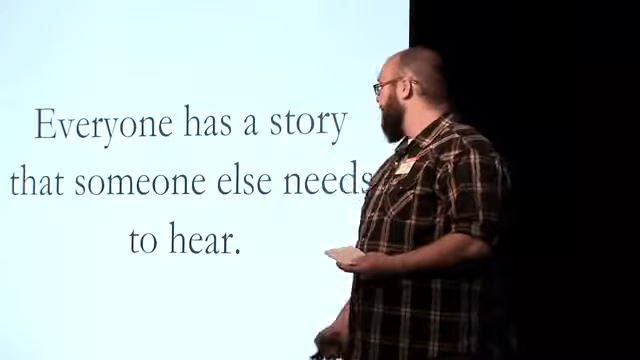 Everyone has a story
that someone else needs
to hear.